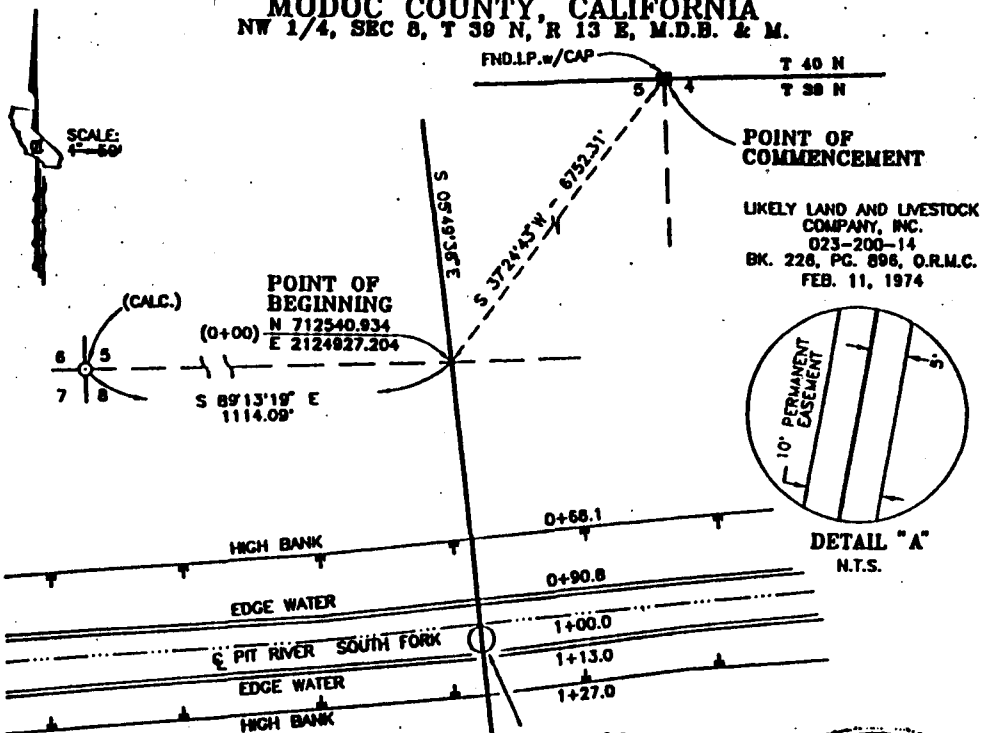 MODOC COUNTY, CALIFORNIA
NW 1/4, SEC 8, T 39 N, R 13 E, M.D.B. & M.
FND.I.P.w/CAP
T 40 N
T 39 N
5 4
SCALE:
1"=50'
POINT OF
COMMENCEMENT
S 37°24'43"W - 6752.31'
S 05°49'36"E
LIKELY LAND AND LIVESTOCK
COMPANY, INC.
023-200-14
BK. 228, PG. 896, O.R.M.C.
FEB. 11, 1974
POINT OF
BEGINNING
(0+00) N 712540.934
E 2124927.204
(CALC.)
6 5
7 8
S 89°13'19" E
1114.09'
10' PERMANENT
EASEMENT
5'
DETAIL "A"
N.T.S.
HIGH BANK
0+68.1
EDGE WATER
0+90.8
℄ PIT RIVER SOUTH FORK
1+00.0
1+13.0
EDGE WATER
1+27.0
HIGH BANK